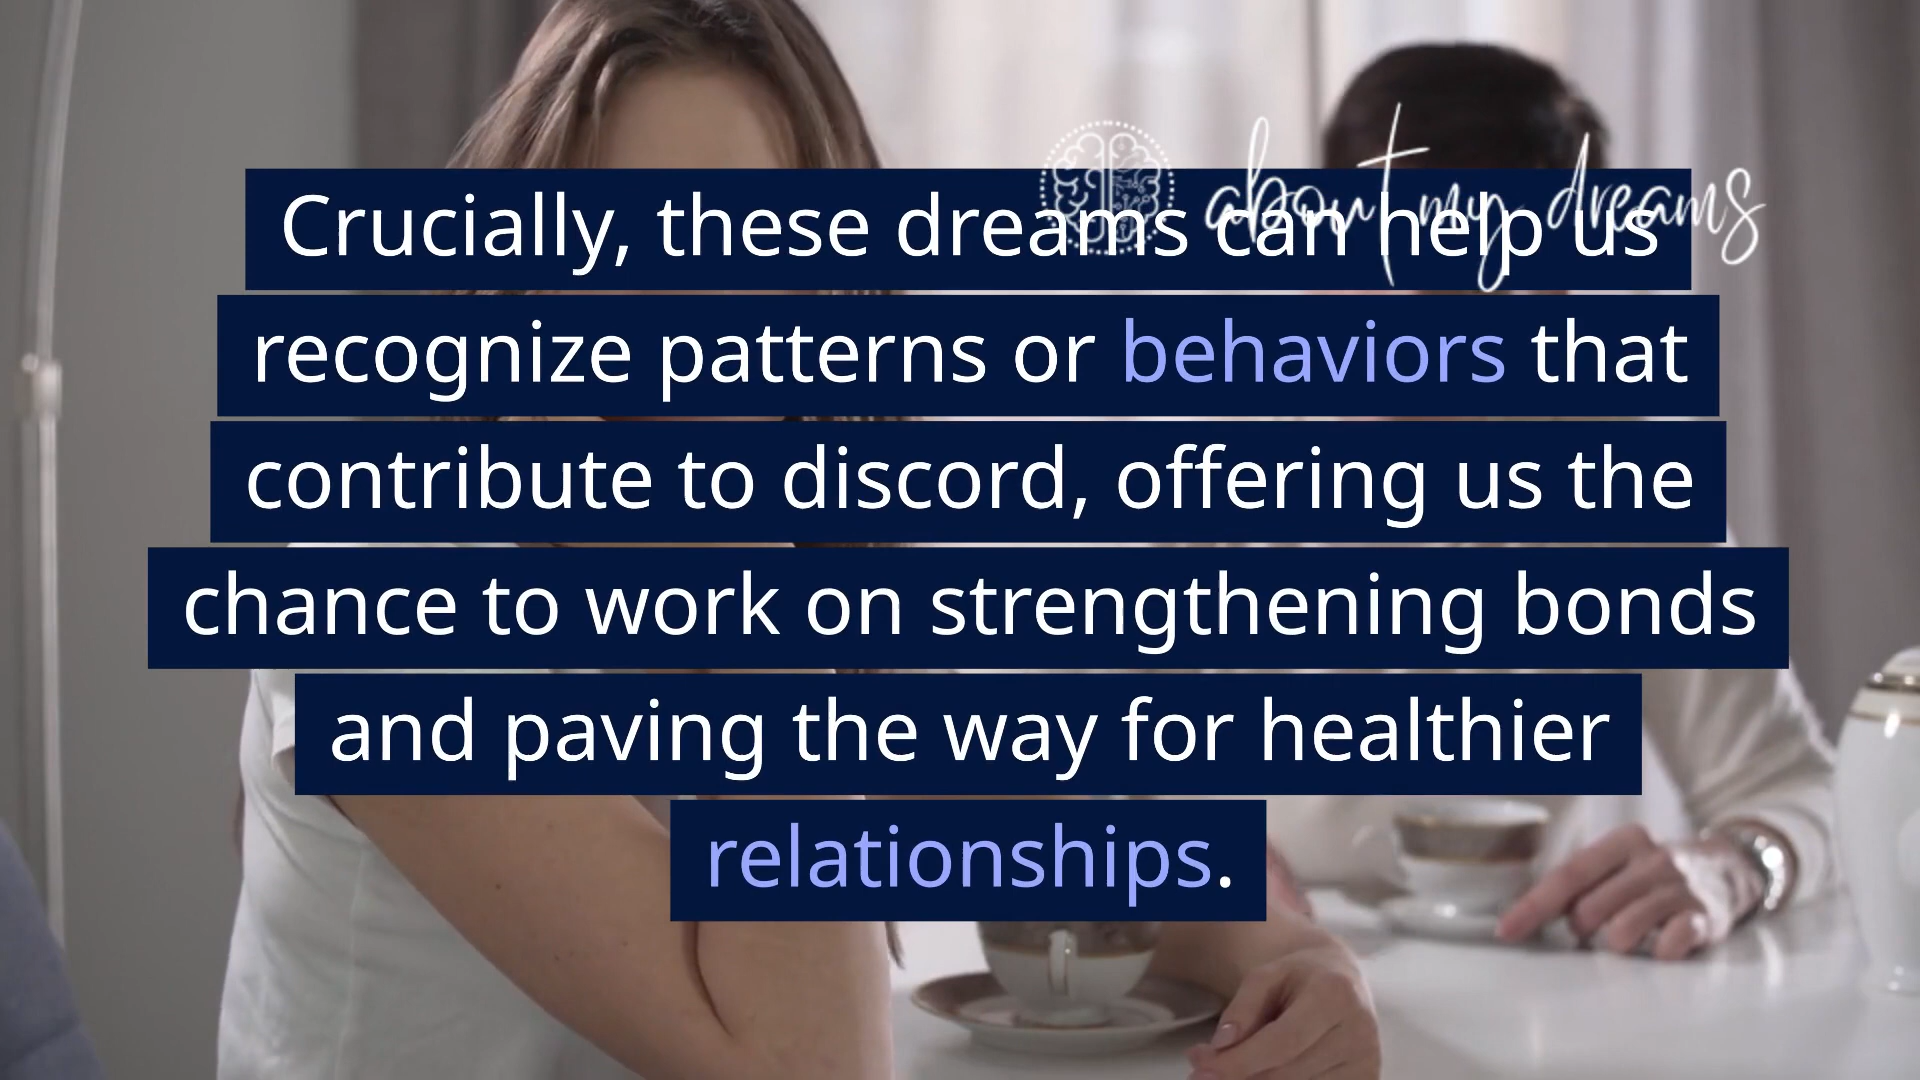 about my dreams
Crucially, these dreams can help us
recognize patterns or behaviors that
contribute to discord, offering us the
chance to work on strengthening bonds
and paving the way for healthier
relationships.